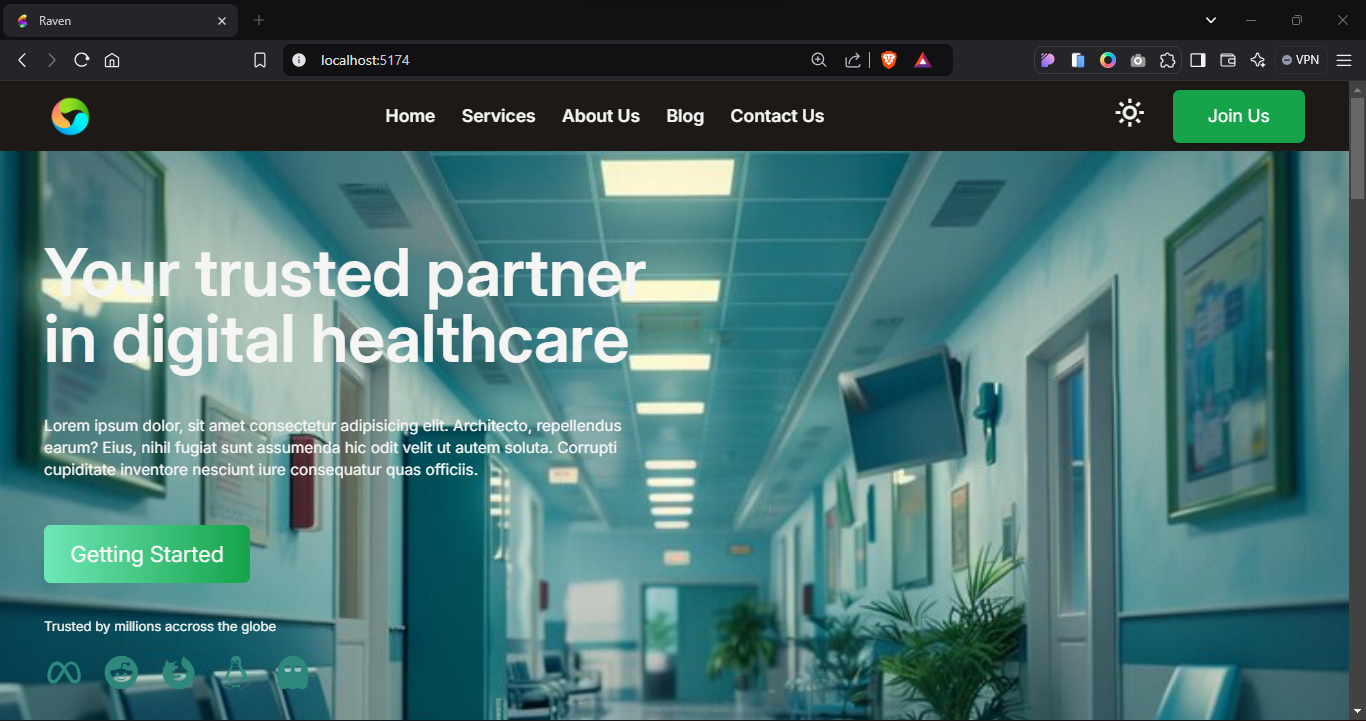 Raven
localhost:5174
VPN
Home Services About Us Blog Contact Us
Join Us
Your trusted partner
in digital healthcare
Lorem ipsum dolor, sit amet consectetur adipisicing elit. Architecto, repellendus
earum? Eius, nihil fugiat sunt assumenda hic odit velit ut autem soluta. Corrupti
cupiditate inventore nesciunt iure consequatur quas officiis.
Getting Started
Trusted by millions accross the globe